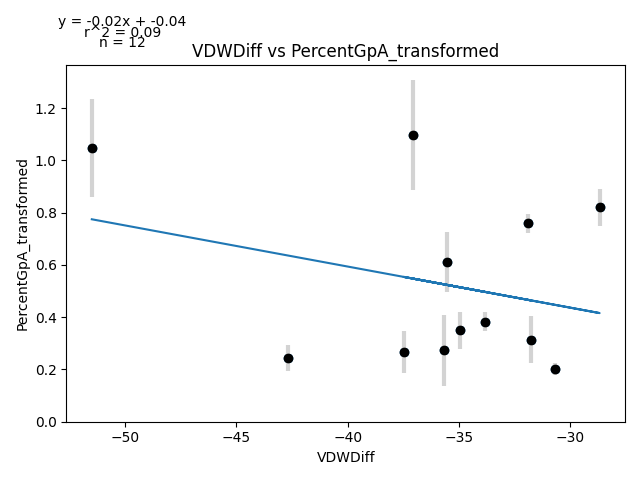 y = -0.02x + -0.04
r^2 = 0.09
n = 12
VDWDiff vs PercentGpA_transformed
PercentGpA_transformed
1.2
1.0
0.8
0.6
0.4
0.2
0.0
−50
−45
−40
−35
−30
VDWDiff